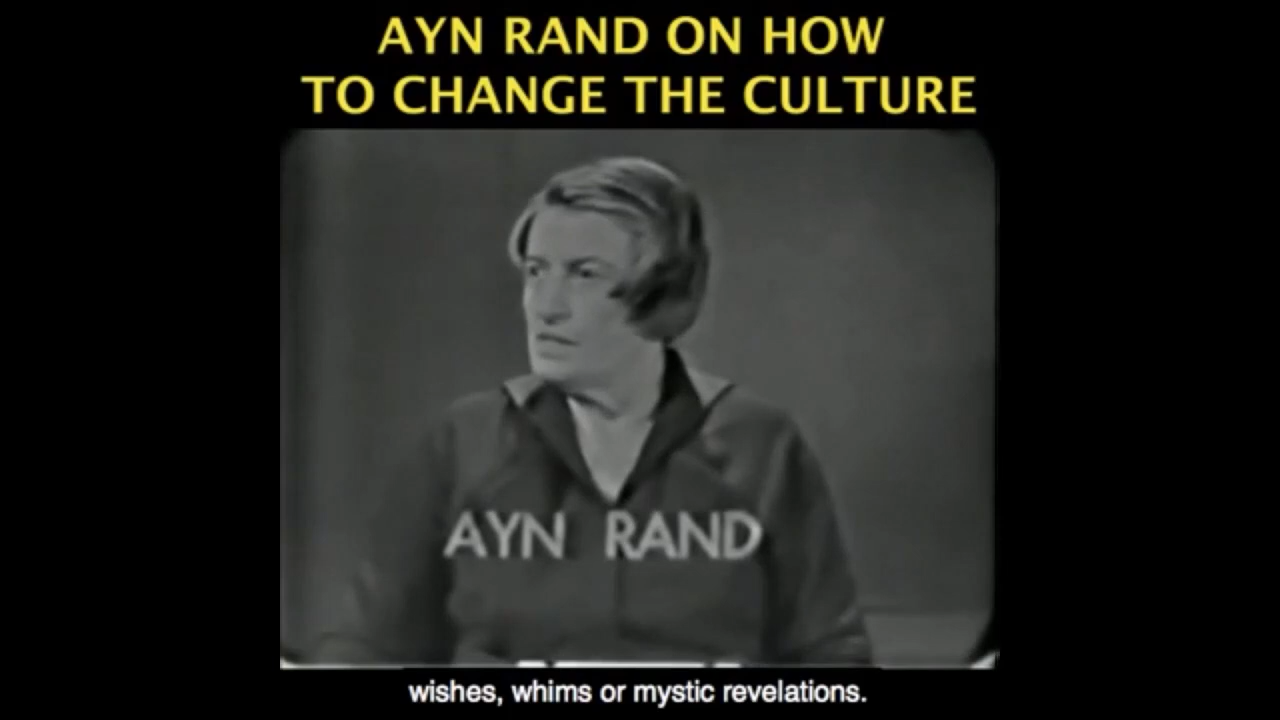 AYN RAND ON HOW
TO CHANGE THE CULTURE
AYN RAND
wishes, whims or mystic revelations.